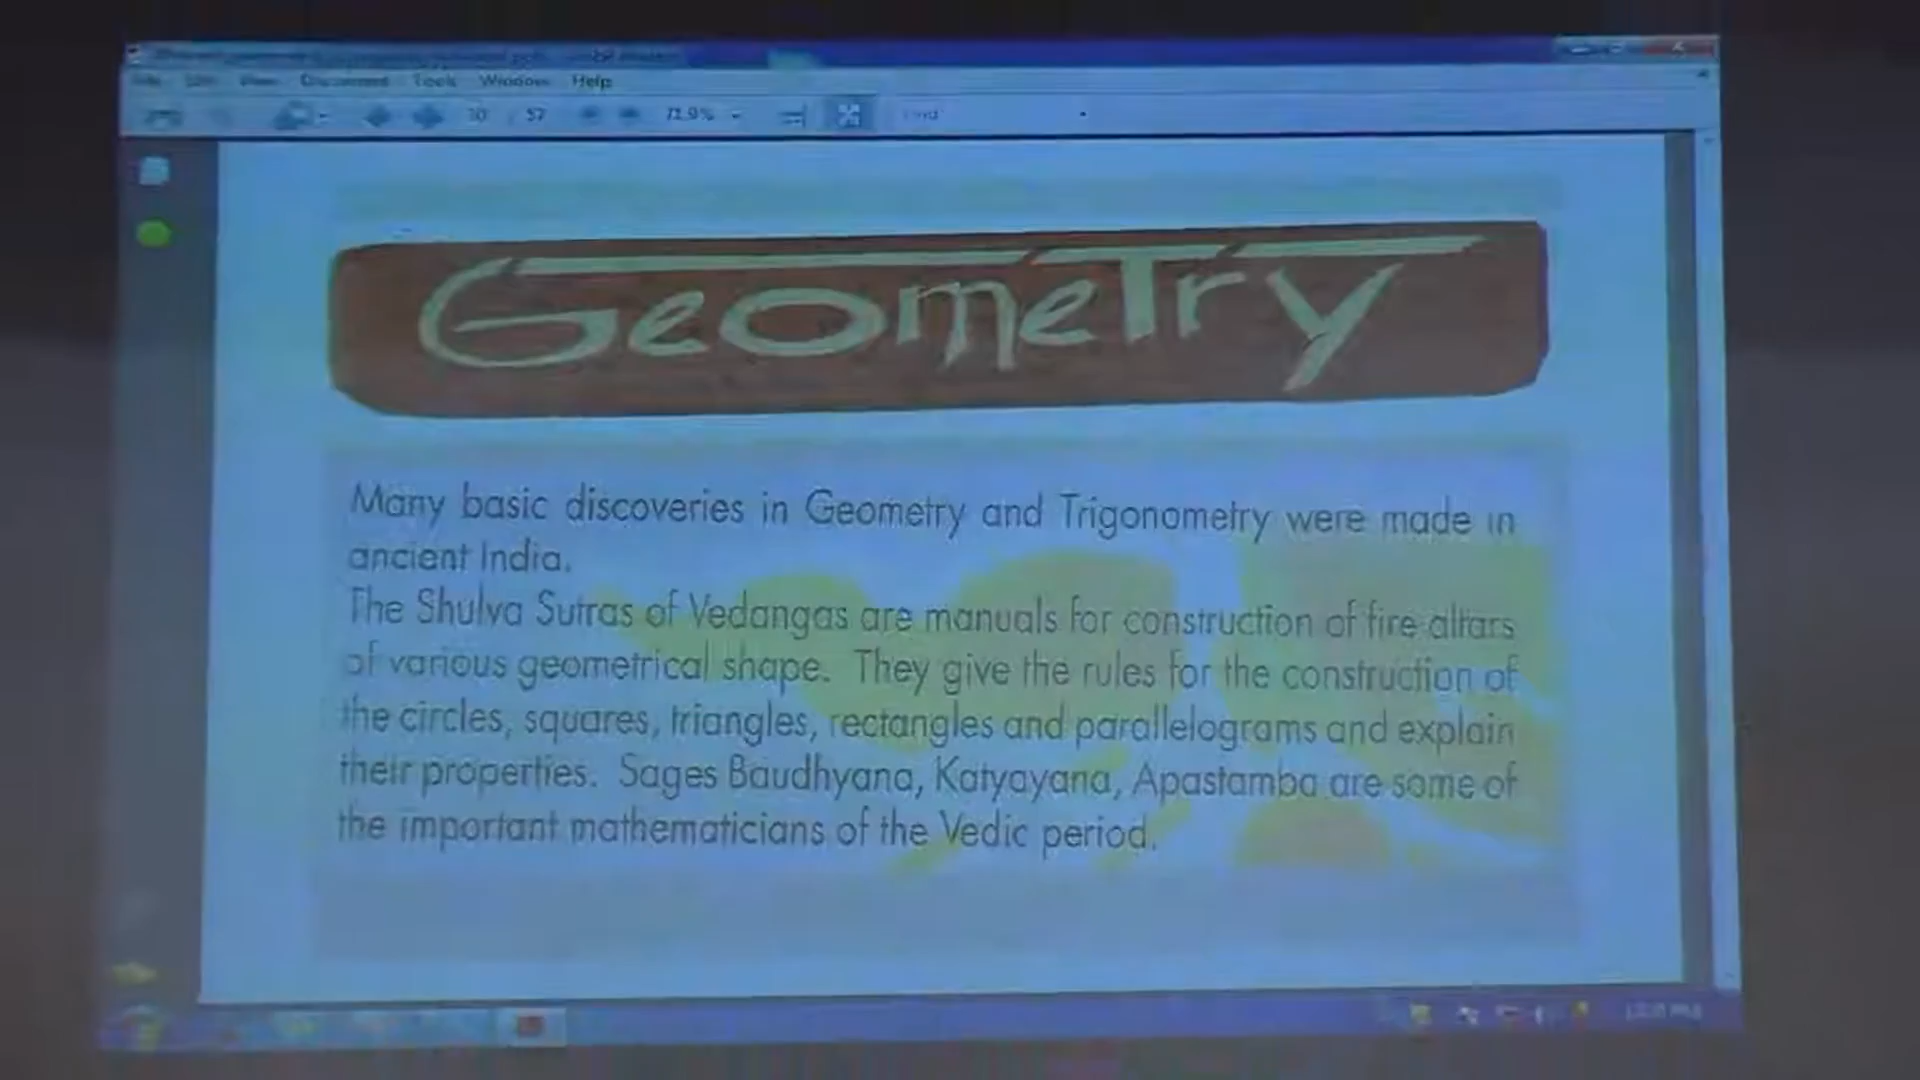 Document Tools Window Help
57 71.9%
GeomeTry
Many basic discoveries in Geometry and Trigonometry were made in
ancient India.
The Shulva Sutras of Vedangas are manuals for construction of fire altars
of various geometrical shape. They give the rules for the construction of
the circles, squares, triangles, rectangles and parallelograms and explain
their properties. Sages Baudhyana, Katyayana, Apastamba are some of
the important mathematicians of the Vedic period.